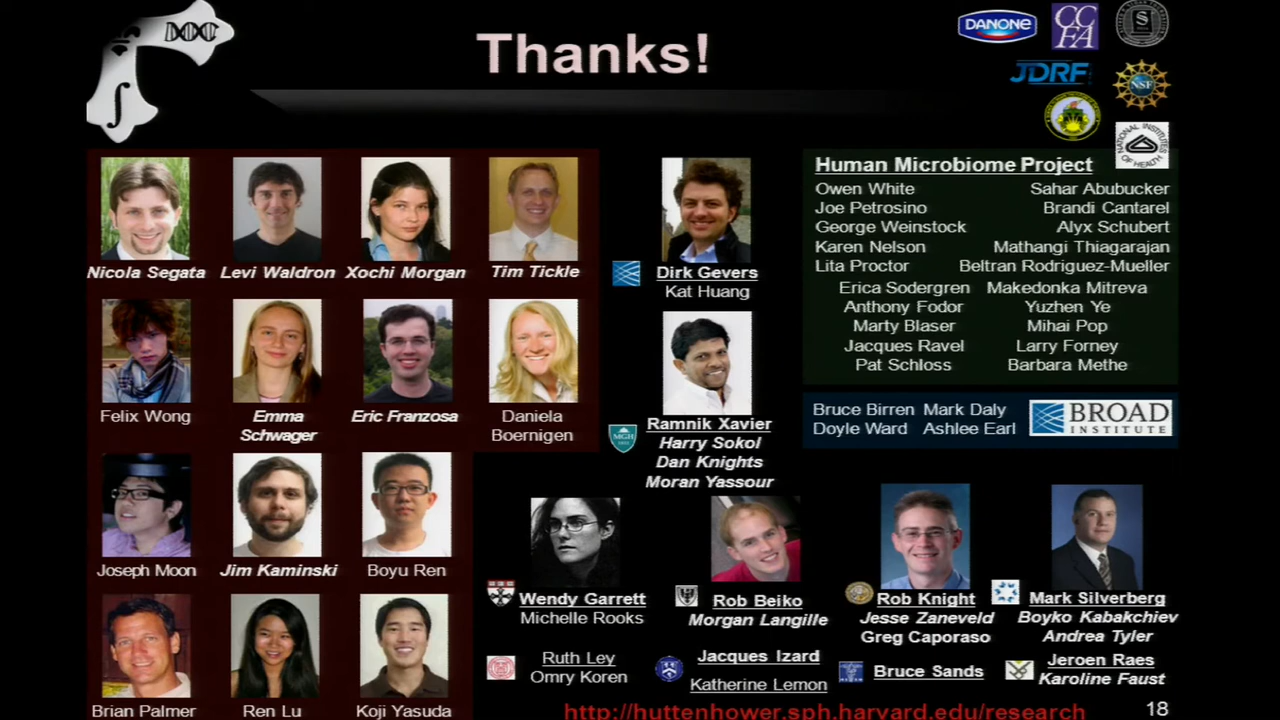 Thanks!
DANONE
CCFA
JDRF
NSF
NATIONAL INSTITUTES OF HEALTH
Nicola Segata
Levi Waldron
Xochi Morgan
Tim Tickle
Felix Wong
Emma
Schwager
Eric Franzosa
Daniela
Boernigen
Joseph Moon
Jim Kaminski
Boyu Ren
Brian Palmer
Ren Lu
Koji Yasuda
Dirk Gevers
Kat Huang
MGH
Ramnik Xavier
Harry Sokol
Dan Knights
Moran Yassour
Human Microbiome Project
Owen White
Sahar Abubucker
Joe Petrosino
Brandi Cantarel
George Weinstock
Alyx Schubert
Karen Nelson
Mathangi Thiagarajan
Lita Proctor
Beltran Rodriguez-Mueller
Erica Sodergren
Makedonka Mitreva
Anthony Fodor
Yuzhen Ye
Marty Blaser
Mihai Pop
Jacques Ravel
Larry Forney
Pat Schloss
Barbara Methe
Bruce Birren Mark Daly
Doyle Ward Ashlee Earl
BROAD
INSTITUTE
Wendy Garrett
Michelle Rooks
Rob Beiko
Morgan Langille
Rob Knight
Jesse Zaneveld
Greg Caporaso
Mark Silverberg
Boyko Kabakchiev
Andrea Tyler
Ruth Ley
Omry Koren
Jacques Izard
Katherine Lemon
Bruce Sands
Jeroen Raes
Karoline Faust
http://huttenhower.sph.harvard.edu/research
18